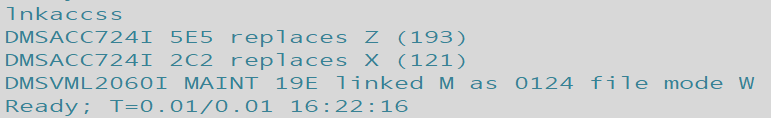 lnkaccss
DMSACC724I 5E5 replaces Z (193)
DMSACC724I 2C2 replaces X (121)
DMSVML2060I MAINT 19E linked M as 0124 file mode W
Ready; T=0.01/0.01 16:22:16